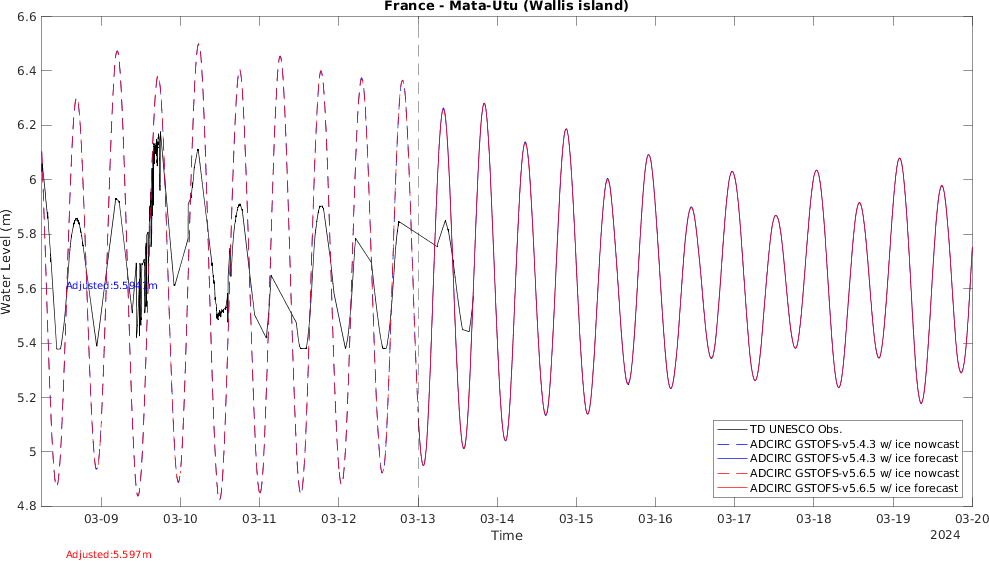 France - Mata-Utu (Wallis island)
6.6
6.4
6.2
6
5.8
5.6
5.4
5.2
5
4.8
Water Level (m)
Adjusted:5.5941m
TD UNESCO Obs.
ADCIRC GSTOFS-v5.4.3 w/ ice nowcast
ADCIRC GSTOFS-v5.4.3 w/ ice forecast
ADCIRC GSTOFS-v5.6.5 w/ ice nowcast
ADCIRC GSTOFS-v5.6.5 w/ ice forecast
03-09 03-10 03-11 03-12 03-13 03-14 03-15 03-16 03-17 03-18 03-19 03-20
Time
2024
Adjusted:5.597m